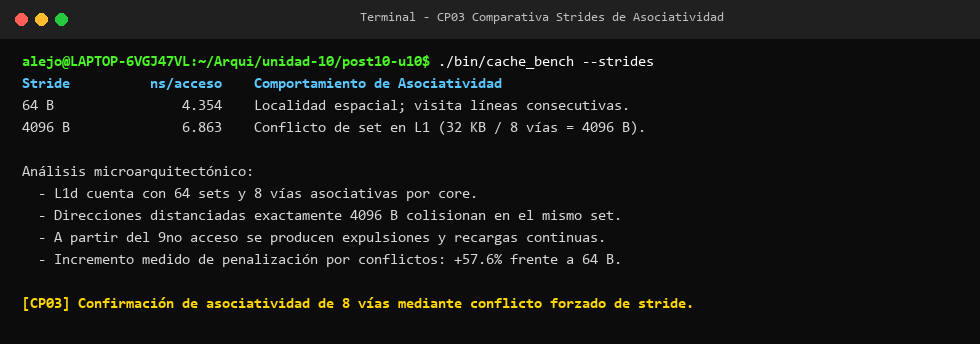 Terminal - CP03 Comparativa Strides de Asociatividad
alejo@LAPTOP-6VGJ47VL:~/Arqui/unidad-10/post10-u10$ ./bin/cache_bench --strides
Stride ns/acceso Comportamiento de Asociatividad
64 B 4.354 Localidad espacial; visita líneas consecutivas.
4096 B 6.863 Conflicto de set en L1 (32 KB / 8 vías = 4096 B).
Análisis microarquitectónico:
- L1d cuenta con 64 sets y 8 vías asociativas por core.
- Direcciones distanciadas exactamente 4096 B colisionan en el mismo set.
- A partir del 9no acceso se producen expulsiones y recargas continuas.
- Incremento medido de penalización por conflictos: +57.6% frente a 64 B.
[CP03] Confirmación de asociatividad de 8 vías mediante conflicto forzado de stride.